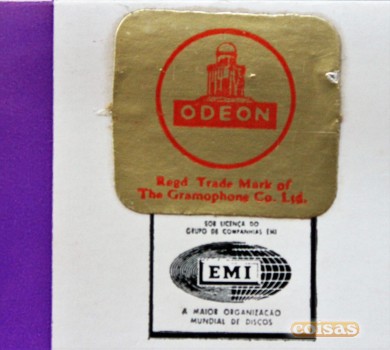 ODEON
Regd Trade Mark of
The Gramophone Co. Ltd.
SOB LICENÇA DO
GRUPO DE COMPANHIAS EMI
EMI
A MAIOR ORGANIZAÇÃO
MUNDIAL DE DISCOS
coisas